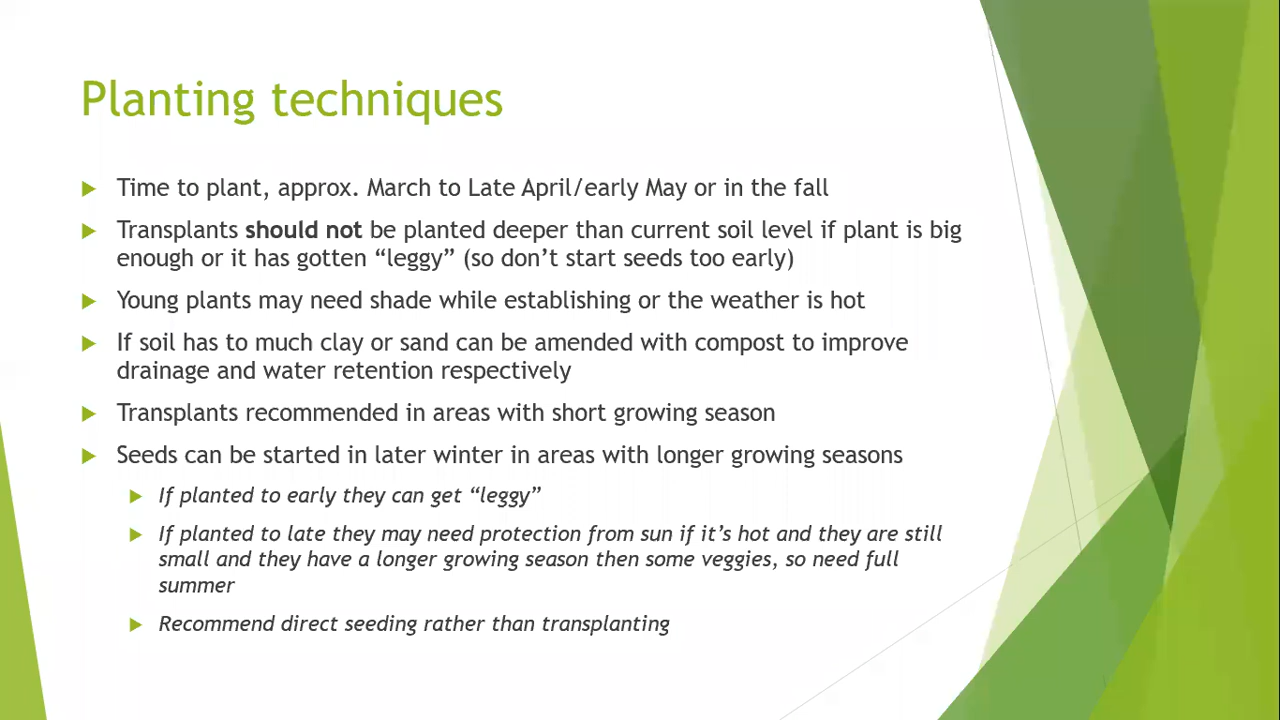 Planting techniques
Time to plant, approx. March to Late April/early May or in the fall
Transplants should not be planted deeper than current soil level if plant is big
enough or it has gotten “leggy” (so don’t start seeds too early)
Young plants may need shade while establishing or the weather is hot
If soil has to much clay or sand can be amended with compost to improve
drainage and water retention respectively
Transplants recommended in areas with short growing season
Seeds can be started in later winter in areas with longer growing seasons
If planted to early they can get “leggy”
If planted to late they may need protection from sun if it’s hot and they are still
small and they have a longer growing season then some veggies, so need full
summer
Recommend direct seeding rather than transplanting